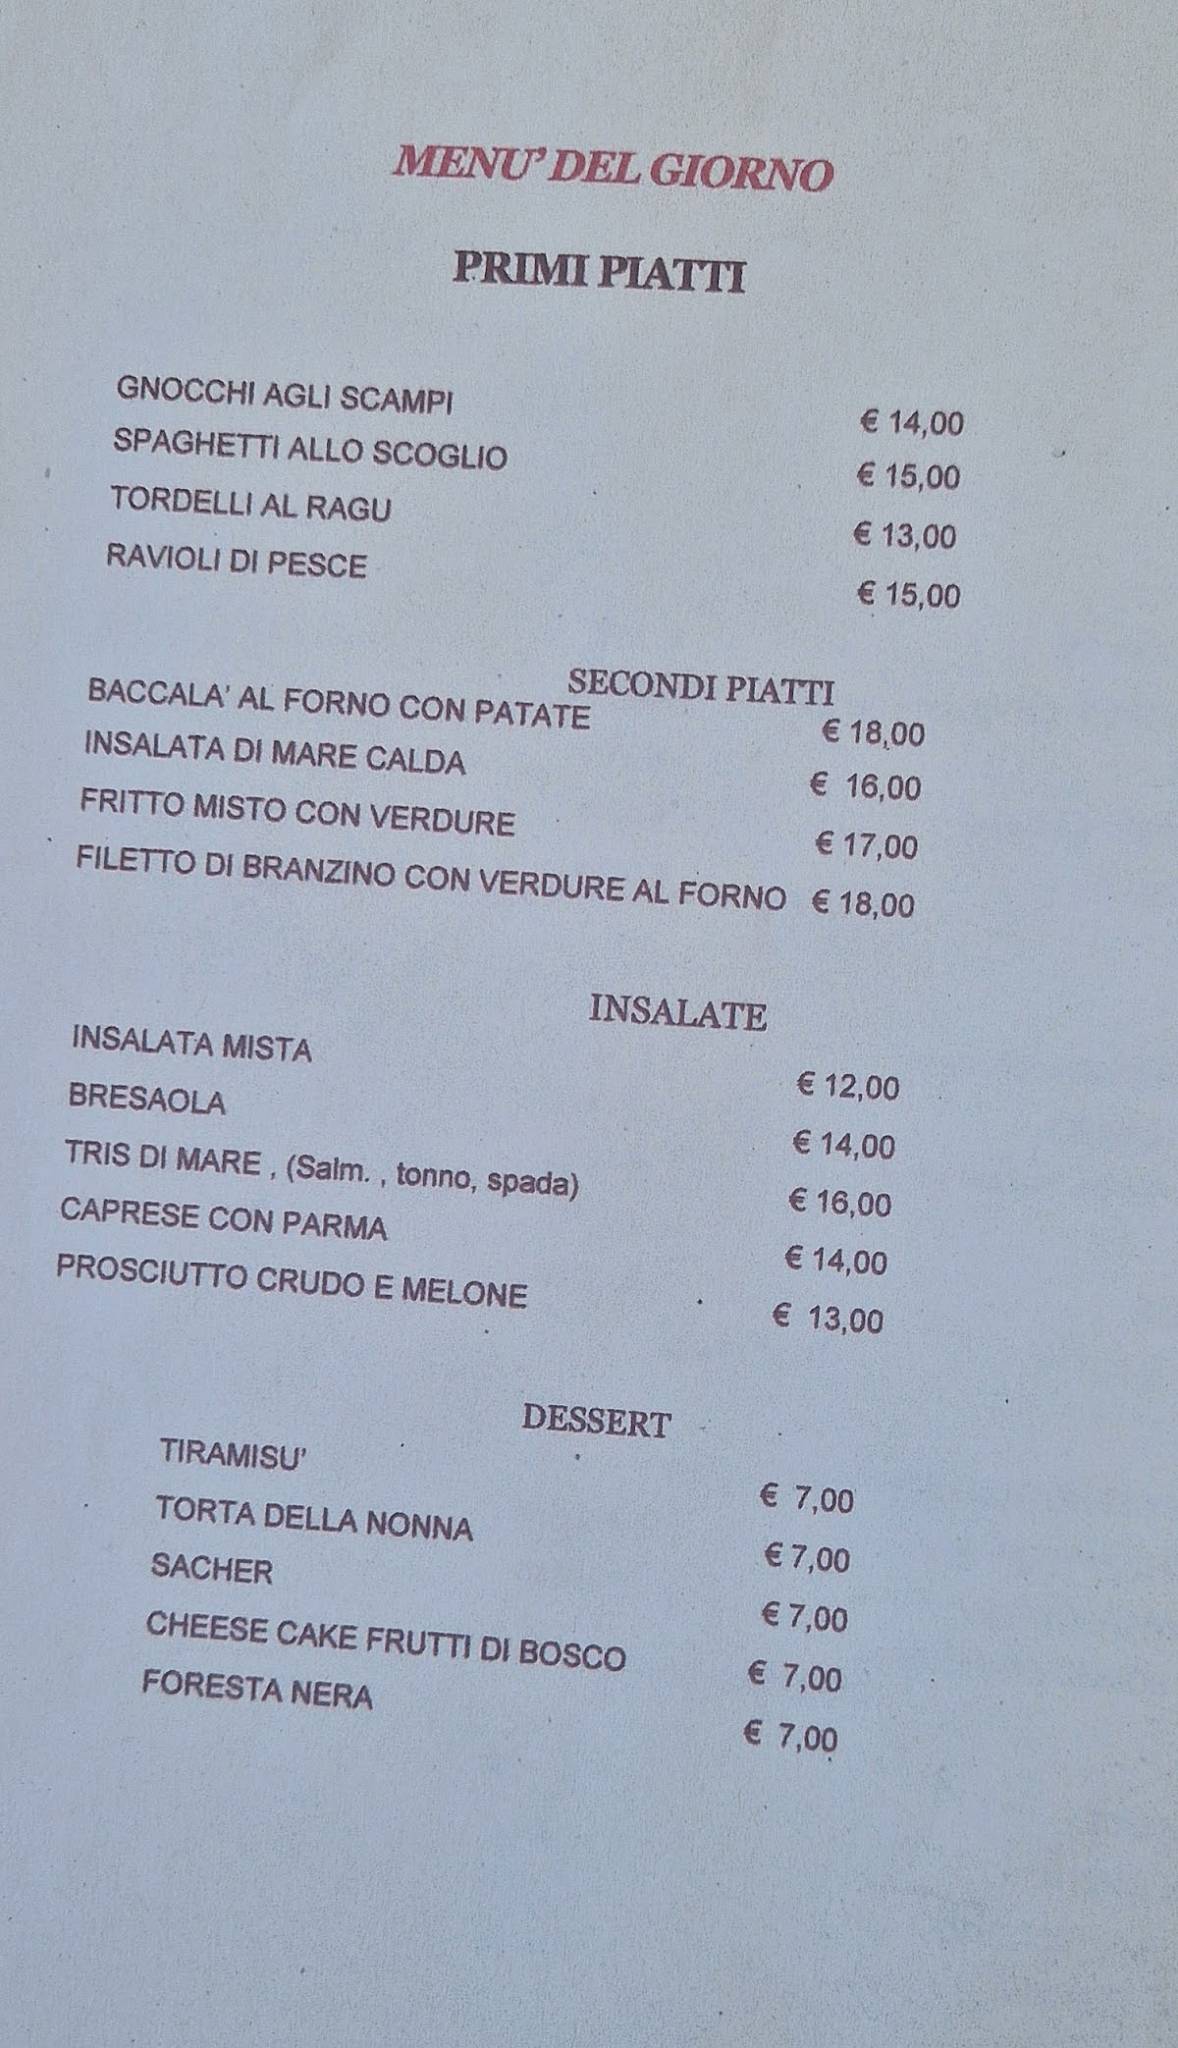 MENU' DEL GIORNO
PRIMI PIATTI
GNOCCHI AGLI SCAMPI € 14,00
SPAGHETTI ALLO SCOGLIO € 15,00
TORDELLI AL RAGU € 13,00
RAVIOLI DI PESCE € 15,00
SECONDI PIATTI
BACCALA' AL FORNO CON PATATE € 18,00
INSALATA DI MARE CALDA € 16,00
FRITTO MISTO CON VERDURE € 17,00
FILETTO DI BRANZINO CON VERDURE AL FORNO € 18,00
INSALATE
INSALATA MISTA € 12,00
BRESAOLA € 14,00
TRIS DI MARE , (Salm. , tonno, spada) € 16,00
CAPRESE CON PARMA € 14,00
PROSCIUTTO CRUDO E MELONE € 13,00
DESSERT
TIRAMISU' € 7,00
TORTA DELLA NONNA € 7,00
SACHER € 7,00
CHEESE CAKE FRUTTI DI BOSCO € 7,00
FORESTA NERA € 7,00